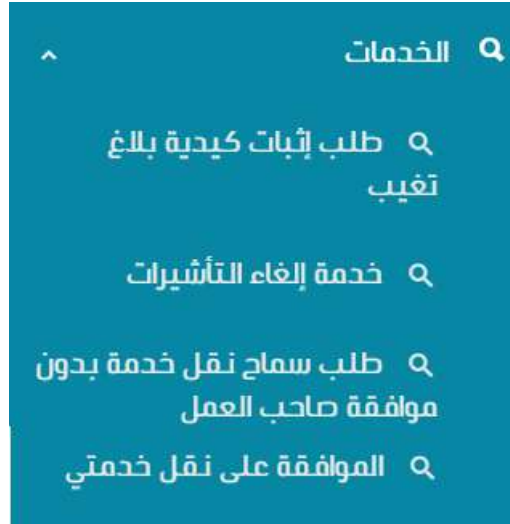 الخدمات
طلب إثبات كيدية بلاغ
تغيب
خدمة إلغاء التأشيرات
طلب سماح نقل خدمة بدون
موافقة صاحب العمل
الموافقة على نقل خدمتي